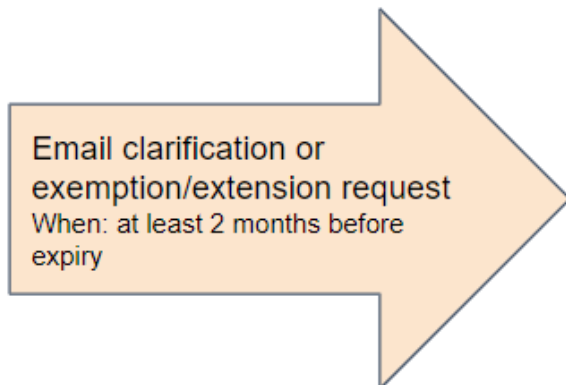 Email clarification or
exemption/extension request
When: at least 2 months before
expiry